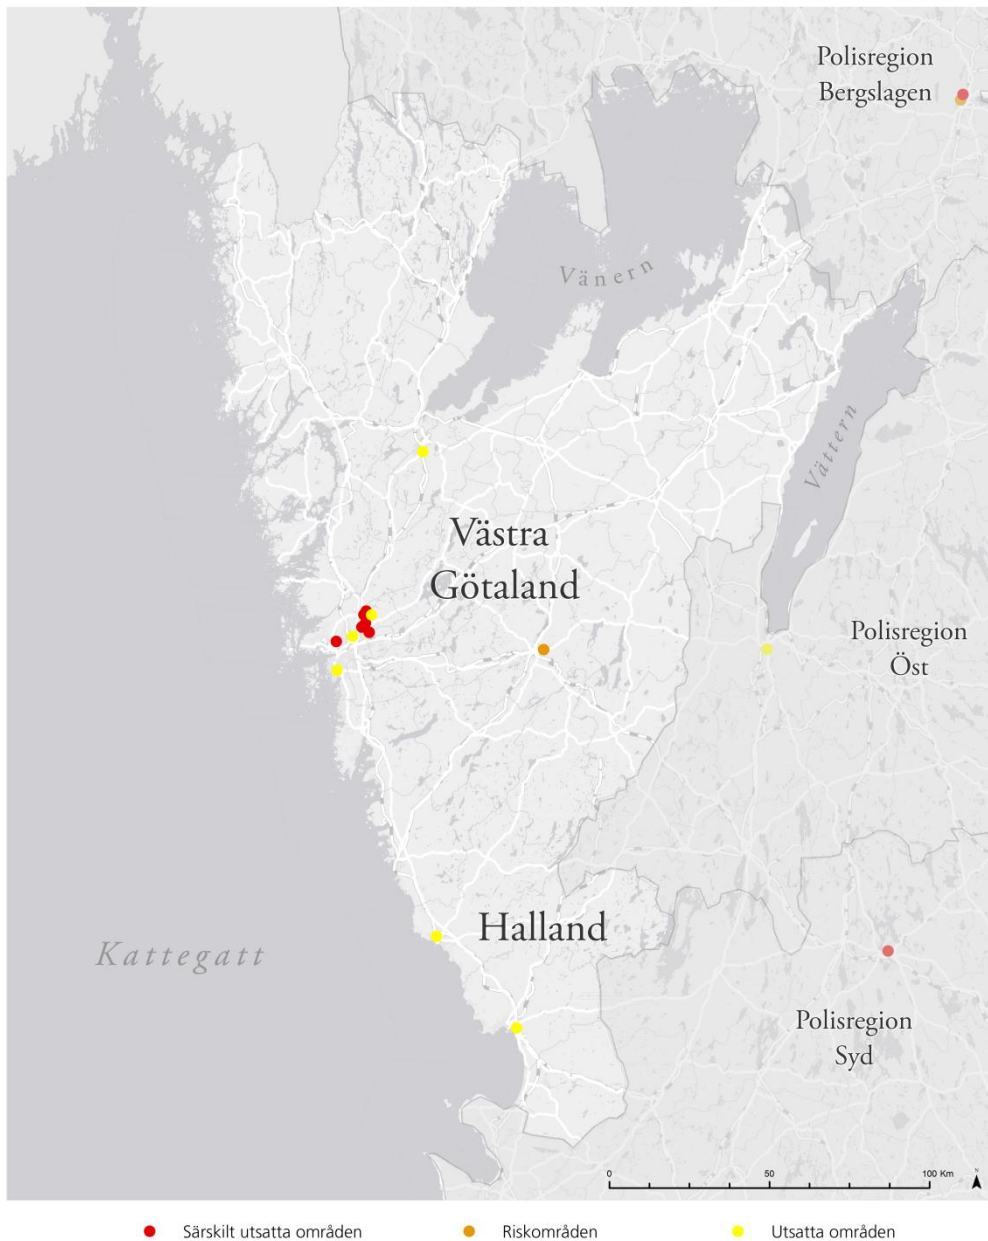 Polisregion
Bergslagen
Vänern
Vättern
Västra
Götaland
Polisregion
Öst
Halland
Kattegatt
Polisregion
Syd
0 50 100 Km
N
Särskilt utsatta områden Riskområden Utsatta områden